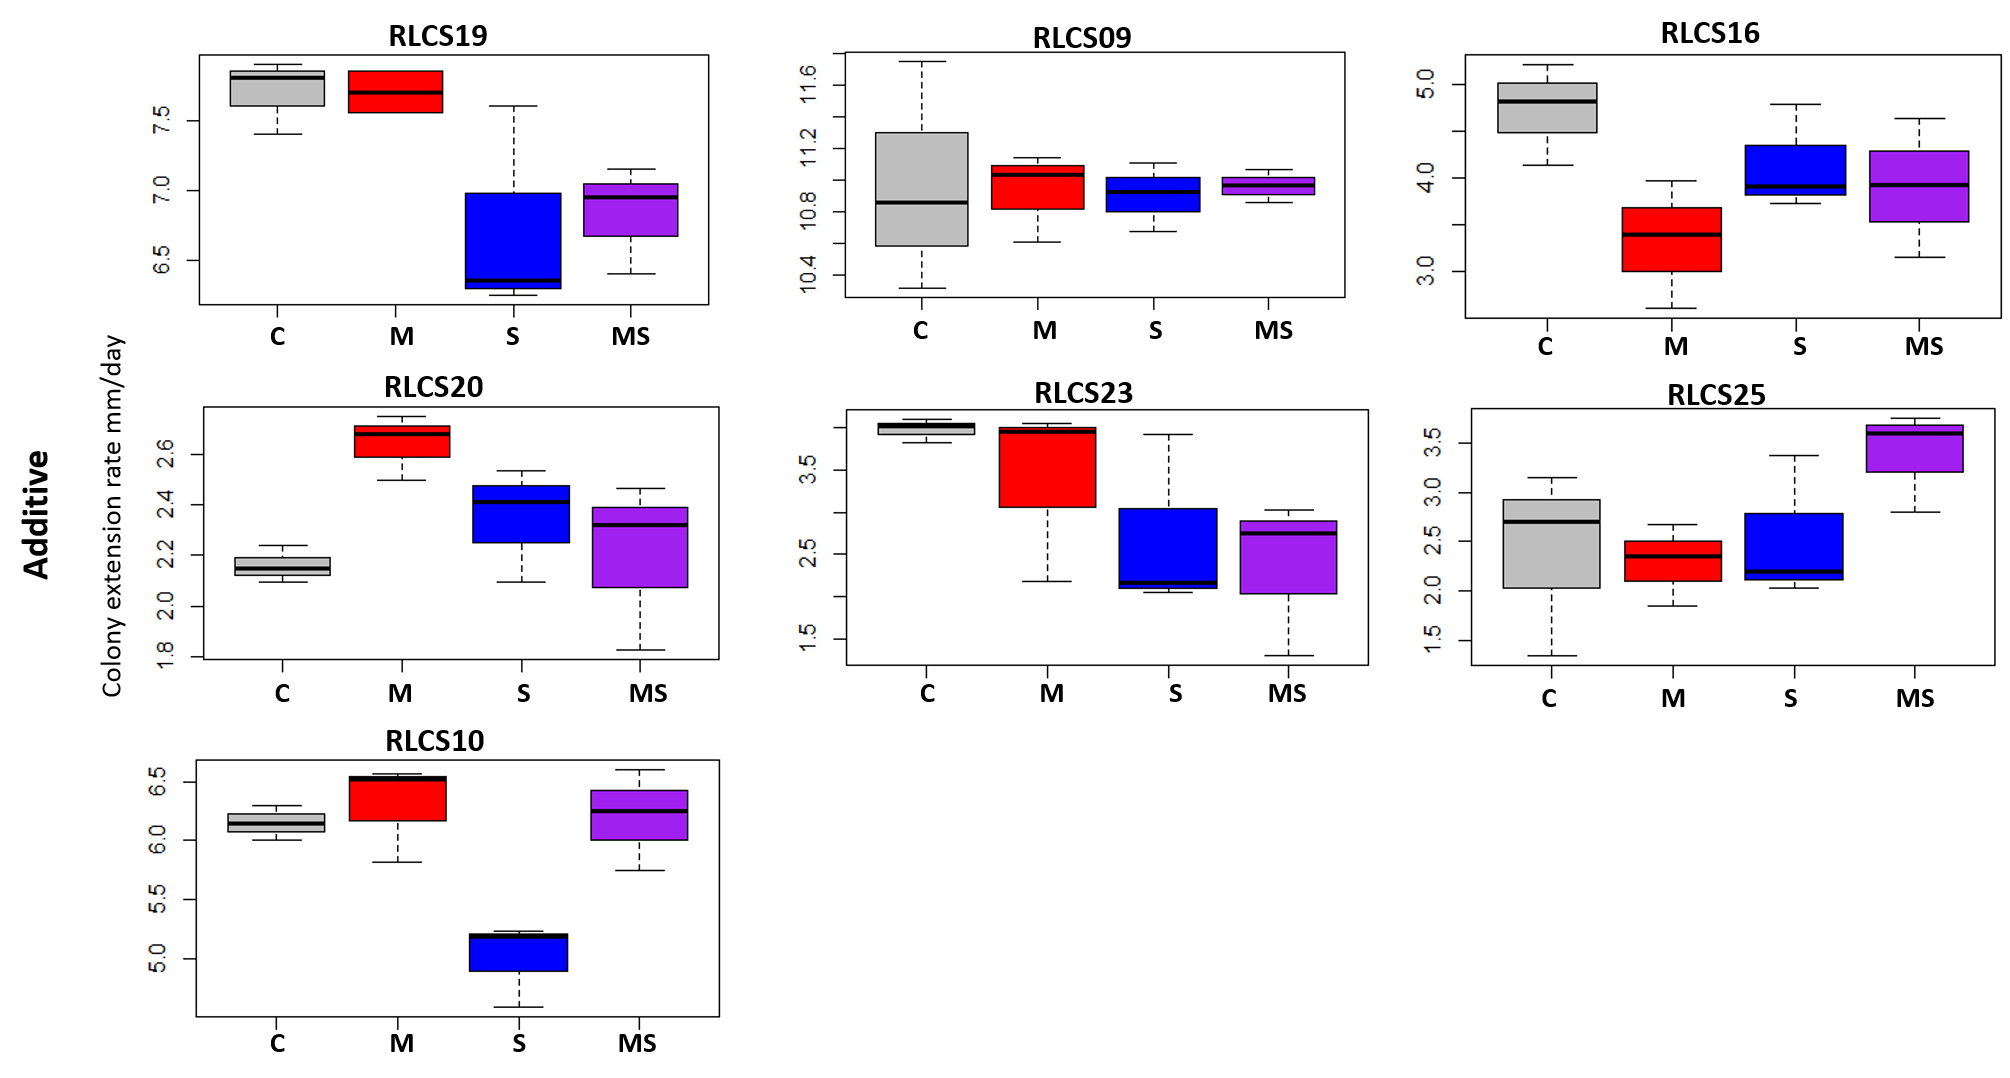 Additive
Colony extension rate mm/day
RLCS19
7.5
7.0
6.5
C M S MS
RLCS09
11.6
11.2
10.8
10.4
C M S MS
RLCS16
5.0
4.0
3.0
C M S MS
RLCS20
2.6
2.4
2.2
2.0
1.8
C M S MS
RLCS23
3.5
2.5
1.5
C M S MS
RLCS25
3.5
3.0
2.5
2.0
1.5
C M S MS
RLCS10
6.5
6.0
5.5
5.0
C M S MS